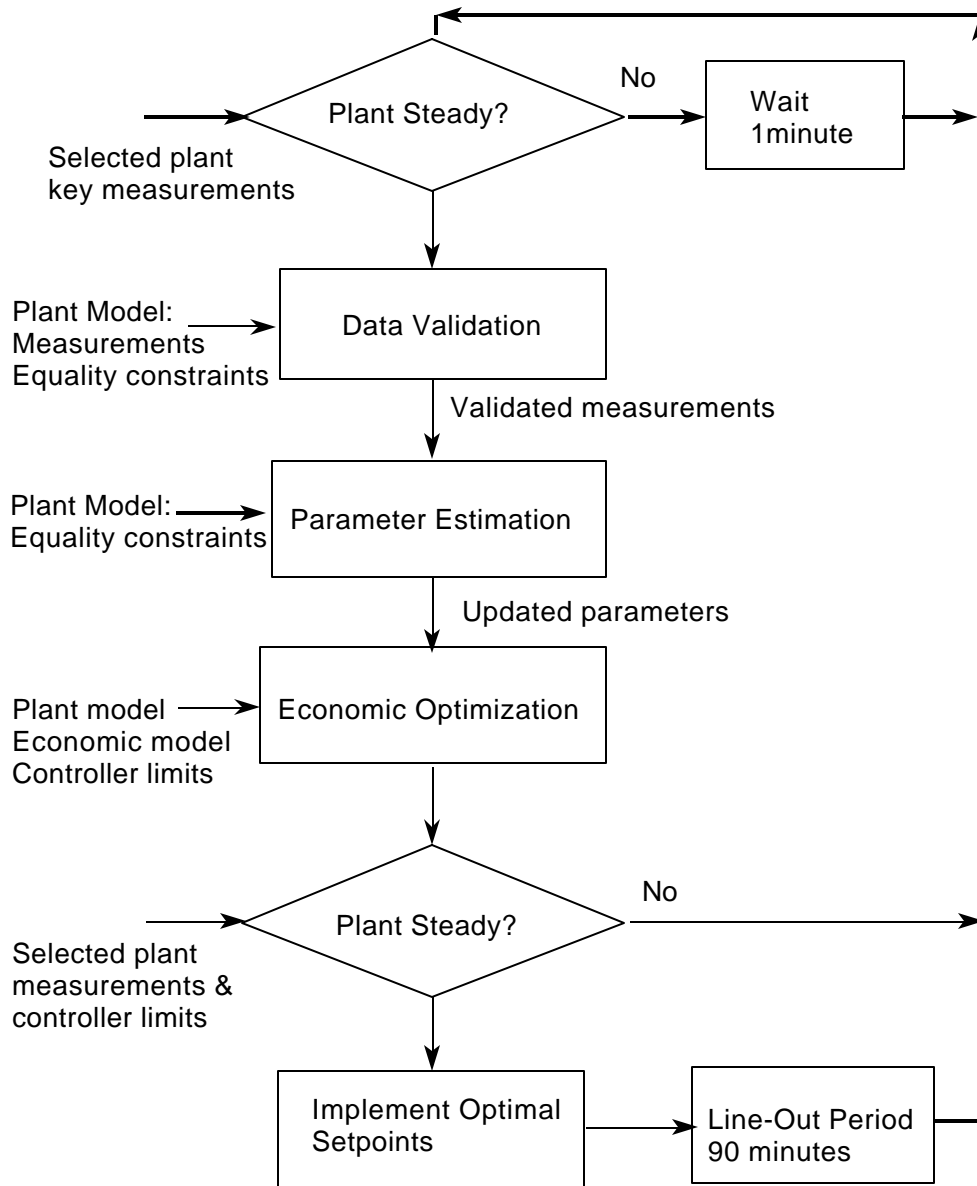 No
Plant Steady?
Wait
1minute
Selected plant
key measurements
Plant Model:
Measurements
Equality constraints
Data Validation
Validated measurements
Plant Model:
Equality constraints
Parameter Estimation
Updated parameters
Plant model
Economic model
Controller limits
Economic Optimization
No
Plant Steady?
Selected plant
measurements &
controller limits
Implement Optimal
Setpoints
Line-Out Period
90 minutes